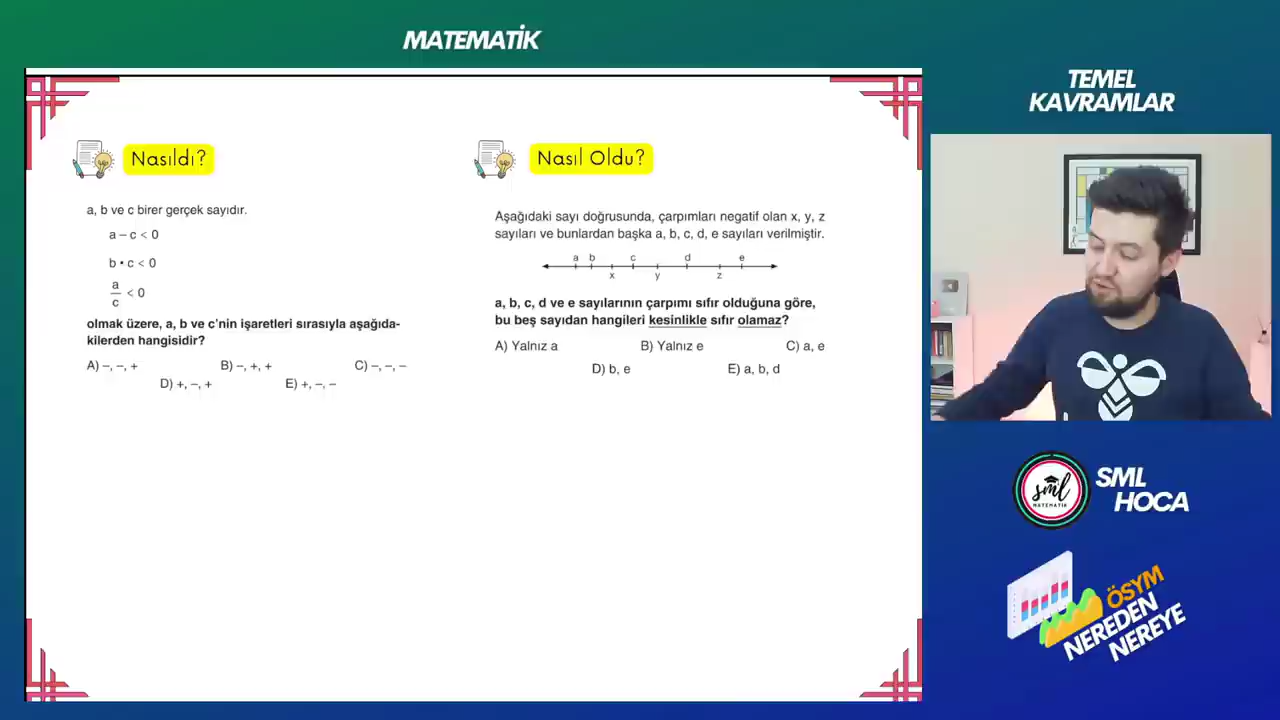 MATEMATİK
TEMEL
KAVRAMLAR
Nasıldı?
a, b ve c birer gerçek sayıdır.
a – c < 0
b • c < 0
a
c
< 0
olmak üzere, a, b ve c'nin işaretleri sırasıyla aşağıda-
kilerden hangisidir?
A) –, –, +
B) –, +, +
C) –, –, –
D) +, –, +
E) +, –, –
Nasıl Oldu?
Aşağıdaki sayı doğrusunda, çarpımları negatif olan x, y, z
sayıları ve bunlardan başka a, b, c, d, e sayıları verilmiştir.
a b c d e
x y z
a, b, c, d ve e sayılarının çarpımı sıfır olduğuna göre,
bu beş sayıdan hangileri kesinlikle sıfır olamaz?
A) Yalnız a
B) Yalnız e
C) a, e
D) b, e
E) a, b, d
sml
MATEMATİK
SML
HOCA
ÖSYM
NEREDEN
NEREYE